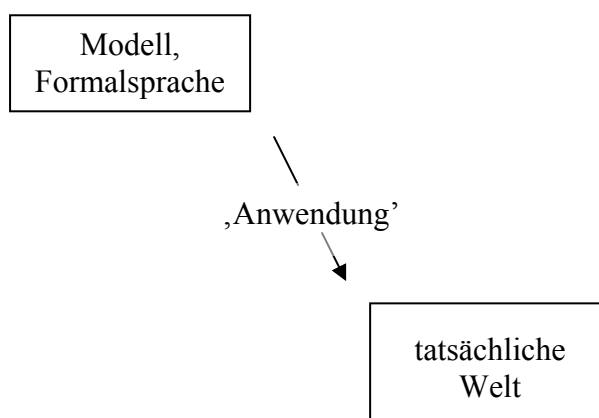 Modell,
Formalsprache
‚Anwendung’
tatsächliche
Welt